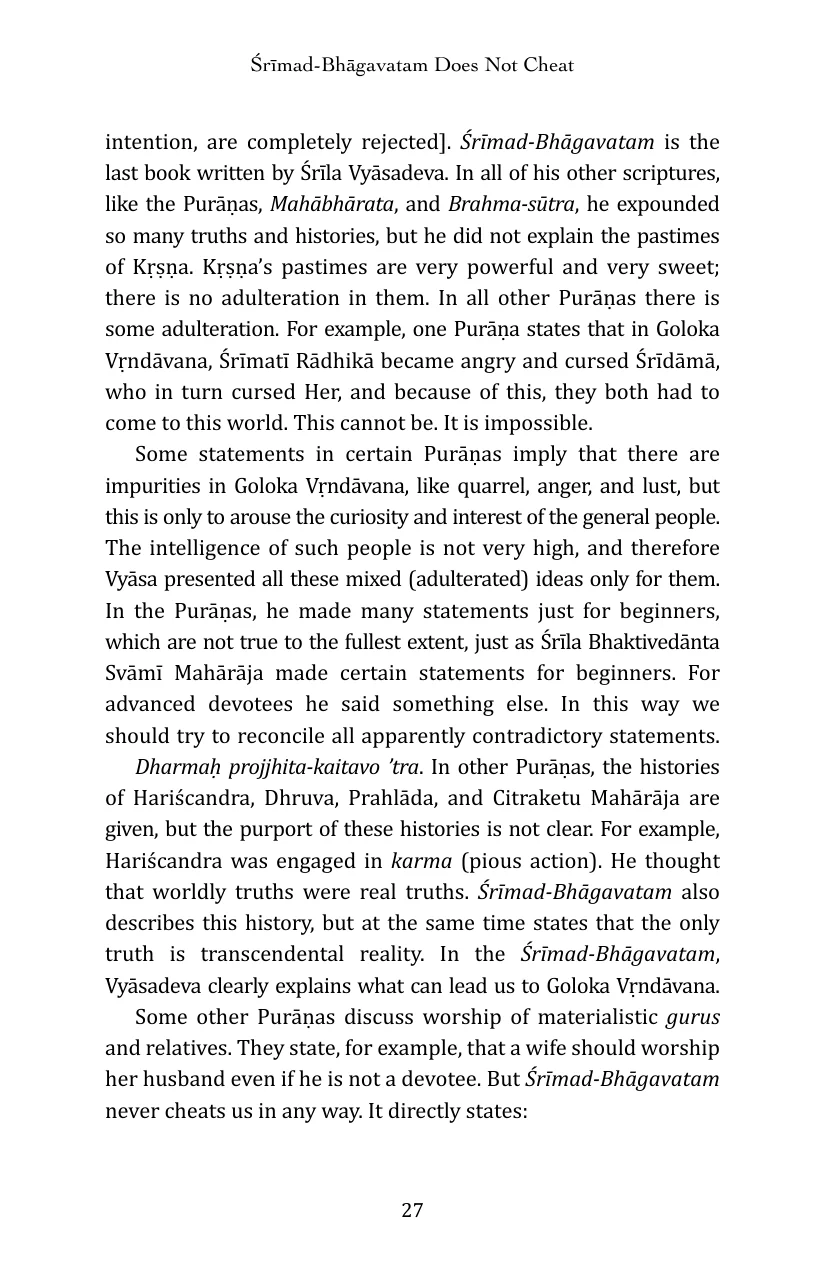 Śrīmad-Bhāgavatam Does Not Cheat
intention, are completely rejected]. Śrīmad-Bhāgavatam is the
last book written by Śrīla Vyāsadeva. In all of his other scriptures,
like the Purāṇas, Mahābhārata, and Brahma-sūtra, he expounded
so many truths and histories, but he did not explain the pastimes
of Kṛṣṇa. Kṛṣṇa’s pastimes are very powerful and very sweet;
there is no adulteration in them. In all other Purāṇas there is
some adulteration. For example, one Purāṇa states that in Goloka
Vṛndāvana, Śrīmatī Rādhikā became angry and cursed Śrīdāmā,
who in turn cursed Her, and because of this, they both had to
come to this world. This cannot be. It is impossible.
Some statements in certain Purāṇas imply that there are
impurities in Goloka Vṛndāvana, like quarrel, anger, and lust, but
this is only to arouse the curiosity and interest of the general people.
The intelligence of such people is not very high, and therefore
Vyāsa presented all these mixed (adulterated) ideas only for them.
In the Purāṇas, he made many statements just for beginners,
which are not true to the fullest extent, just as Śrīla Bhaktivedānta
Svāmī Mahārāja made certain statements for beginners. For
advanced devotees he said something else. In this way we
should try to reconcile all apparently contradictory statements.
Dharmaḥ projjhita-kaitavo ’tra. In other Purāṇas, the histories
of Hariścandra, Dhruva, Prahlāda, and Citraketu Mahārāja are
given, but the purport of these histories is not clear. For example,
Hariścandra was engaged in karma (pious action). He thought
that worldly truths were real truths. Śrīmad-Bhāgavatam also
describes this history, but at the same time states that the only
truth is transcendental reality. In the Śrīmad-Bhāgavatam,
Vyāsadeva clearly explains what can lead us to Goloka Vṛndāvana.
Some other Purāṇas discuss worship of materialistic gurus
and relatives. They state, for example, that a wife should worship
her husband even if he is not a devotee. But Śrīmad-Bhāgavatam
never cheats us in any way. It directly states:
27